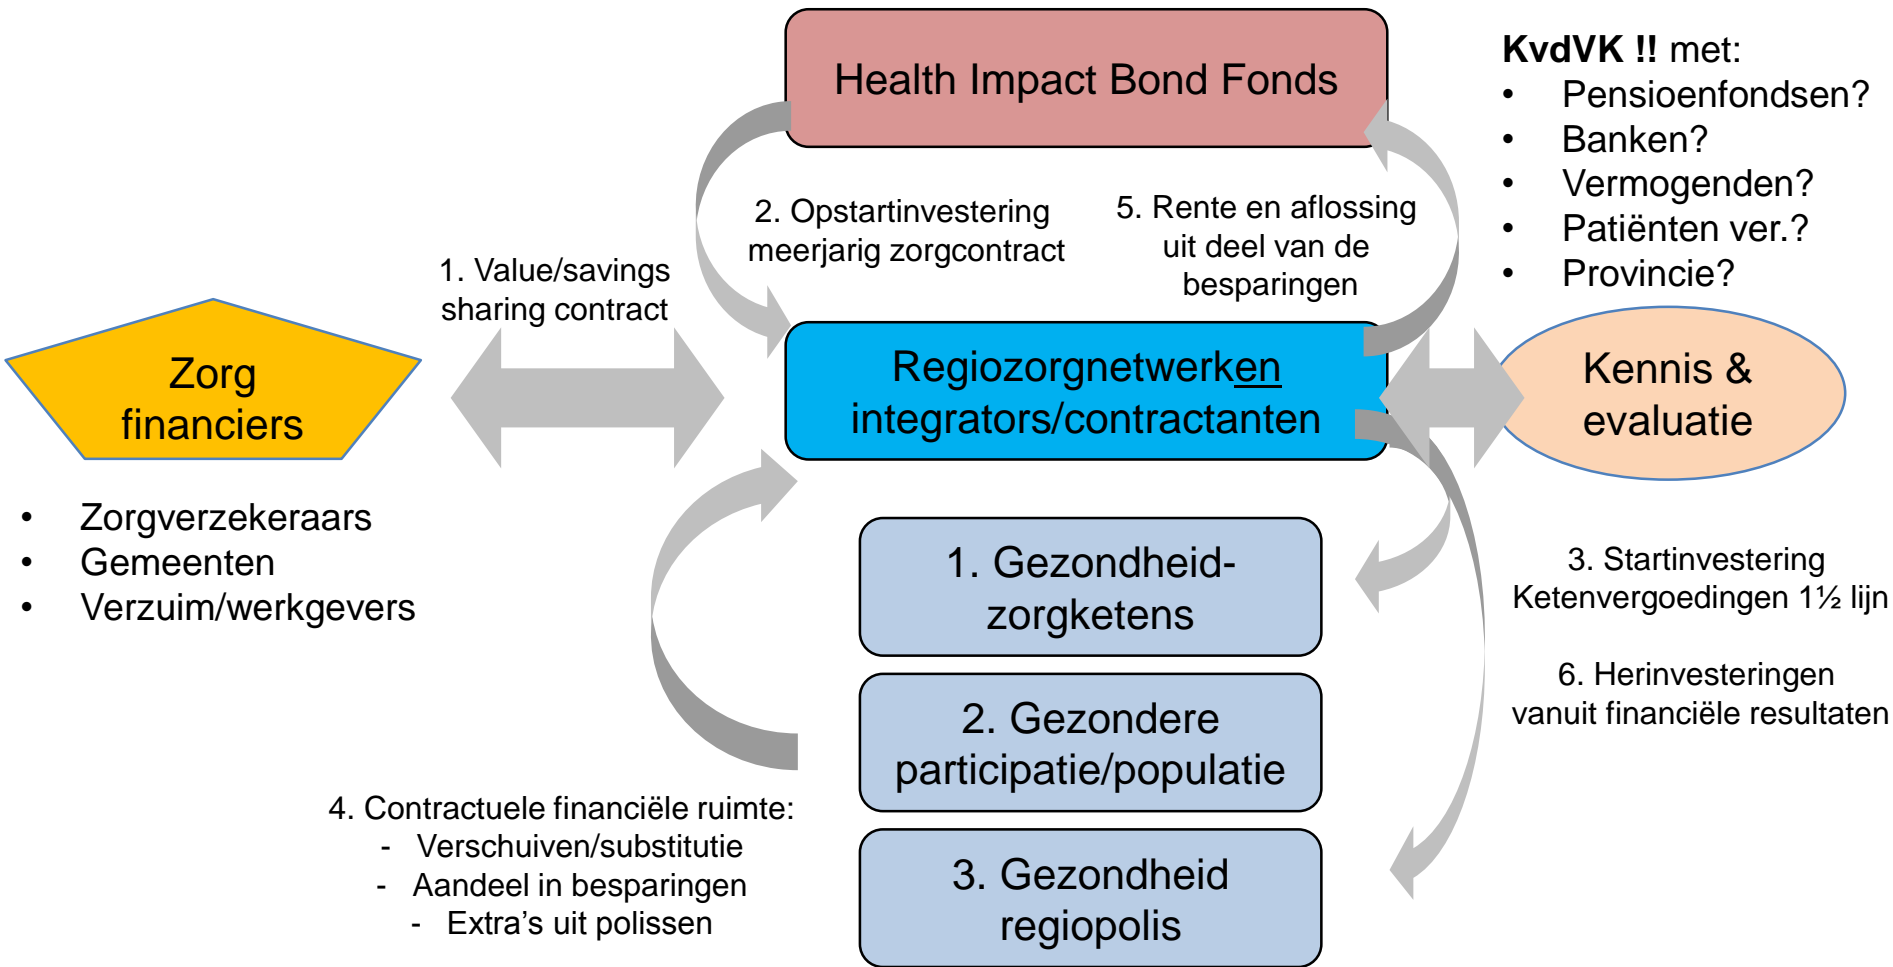 Health Impact Bond Fonds
KvdVK !! met:
• Pensioenfondsen?
• Banken?
• Vermogenden?
• Patiënten ver.?
• Provincie?
2. Opstartinvestering
meerjarig zorgcontract
5. Rente en aflossing
uit deel van de
besparingen
1. Value/savings
sharing contract
Zorg
financiers
Regiozorgnetwerken
integrators/contractanten
Kennis &
evaluatie
• Zorgverzekeraars
• Gemeenten
• Verzuim/werkgevers
1. Gezondheid-
zorgketens
3. Startinvestering
Ketenvergoedingen 1½ lijn
6. Herinvesteringen
vanuit financiële resultaten
2. Gezondere
participatie/populatie
4. Contractuele financiële ruimte:
- Verschuiven/substitutie
- Aandeel in besparingen
- Extra’s uit polissen
3. Gezondheid
regiopolis